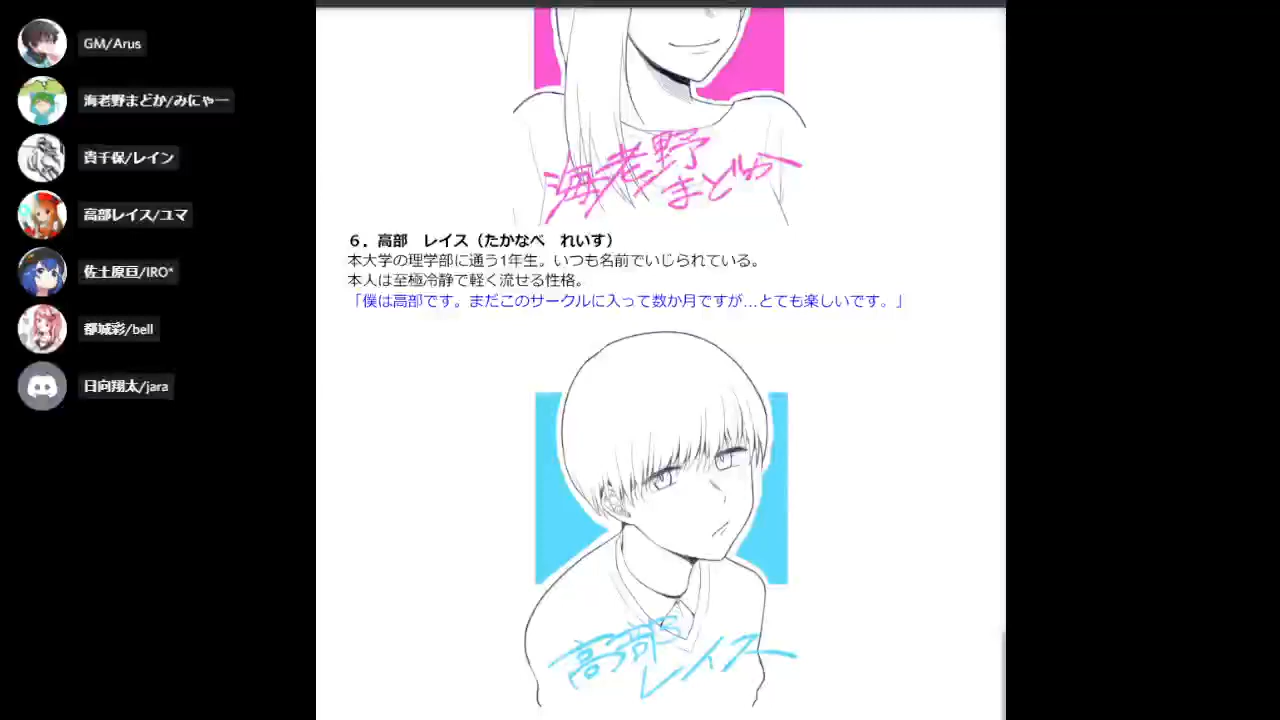 GM/Arus
海老野まどか/みにゃー
貴千保/レイン
高部レイス/ユマ
佐土原亘/IRO*
都城彩/bell
日向翔太/jara
海老野
まどか
６．高部　レイス（たかなべ　れいす）
本大学の理学部に通う1年生。いつも名前でいじられている。
本人は至極冷静で軽く流せる性格。
「僕は高部です。まだこのサークルに入って数か月ですが…とても楽しいです。」
高部
レイス